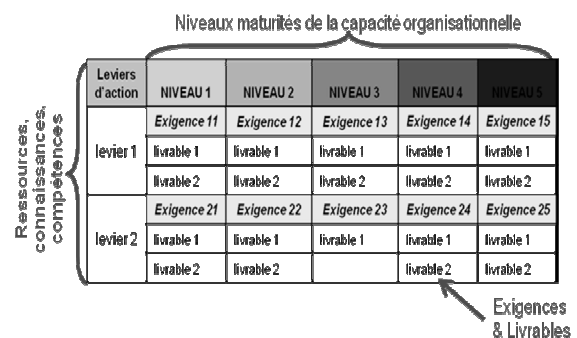 Niveaux maturités de la capacité organisationnelle
Ressources,
connaissances,
compétences
Leviers
d'action NIVEAU 1 NIVEAU 2 NIVEAU 3 NIVEAU 4 NIVEAU 5
Exigence 11 Exigence 12 Exigence 13 Exigence 14 Exigence 15
levier 1 livrable 1 livrable 1 livrable 1 livrable 1 livrable 1
livrable 2 livrable 2 livrable 2 livrable 2 livrable 2
Exigence 21 Exigence 22 Exigence 23 Exigence 24 Exigence 25
levier 2 livrable 1 livrable 1 livrable 1 livrable 1 livrable 1
livrable 2 livrable 2 livrable 2 livrable 2
Exigences
& Livrables